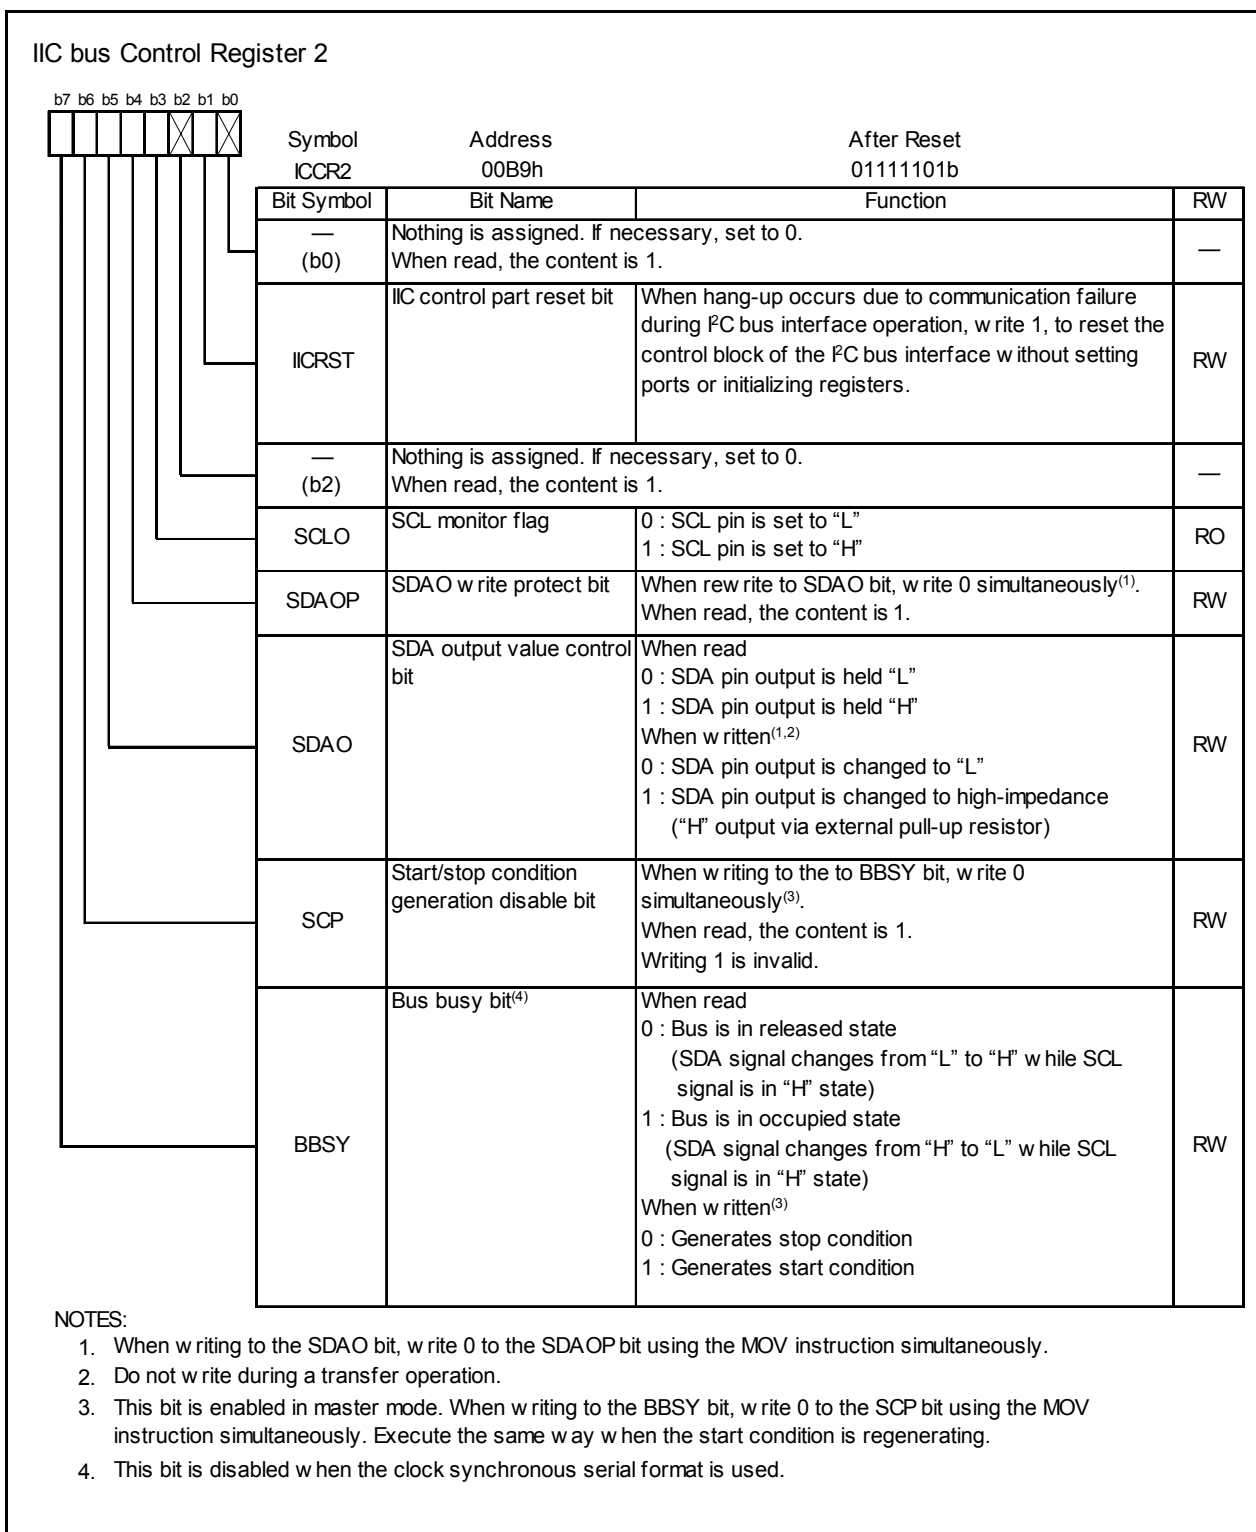 IIC bus Control Register 2
b7 b6 b5 b4 b3 b2 b1 b0
Symbol Address After Reset
ICCR2 00B9h 01111101b
Bit Symbol Bit Name Function RW
—
(b0)
Nothing is assigned. If necessary, set to 0.
When read, the content is 1.
—
IICRST
IIC control part reset bit
When hang-up occurs due to communication failure
during I²C bus interface operation, write 1, to reset the
control block of the I²C bus interface without setting
ports or initializing registers.
RW
—
(b2)
Nothing is assigned. If necessary, set to 0.
When read, the content is 1.
—
SCLO
SCL monitor flag
0 : SCL pin is set to “L”
1 : SCL pin is set to “H”
RO
SDAOP
SDAO write protect bit
When rewrite to SDAO bit, write 0 simultaneously(1).
When read, the content is 1.
RW
SDAO
SDA output value control
bit
When read
0 : SDA pin output is held “L”
1 : SDA pin output is held “H”
When written(1,2)
0 : SDA pin output is changed to “L”
1 : SDA pin output is changed to high-impedance
(“H” output via external pull-up resistor)
RW
SCP
Start/stop condition
generation disable bit
When writing to the to BBSY bit, write 0
simultaneously(3).
When read, the content is 1.
Writing 1 is invalid.
RW
BBSY
Bus busy bit(4)
When read
0 : Bus is in released state
(SDA signal changes from “L” to “H” while SCL
signal is in “H” state)
1 : Bus is in occupied state
(SDA signal changes from “H” to “L” while SCL
signal is in “H” state)
When written(3)
0 : Generates stop condition
1 : Generates start condition
RW
NOTES:
1. When writing to the SDAO bit, write 0 to the SDAOP bit using the MOV instruction simultaneously.
2. Do not write during a transfer operation.
3. This bit is enabled in master mode. When writing to the BBSY bit, write 0 to the SCP bit using the MOV
instruction simultaneously. Execute the same way when the start condition is regenerating.
4. This bit is disabled when the clock synchronous serial format is used.